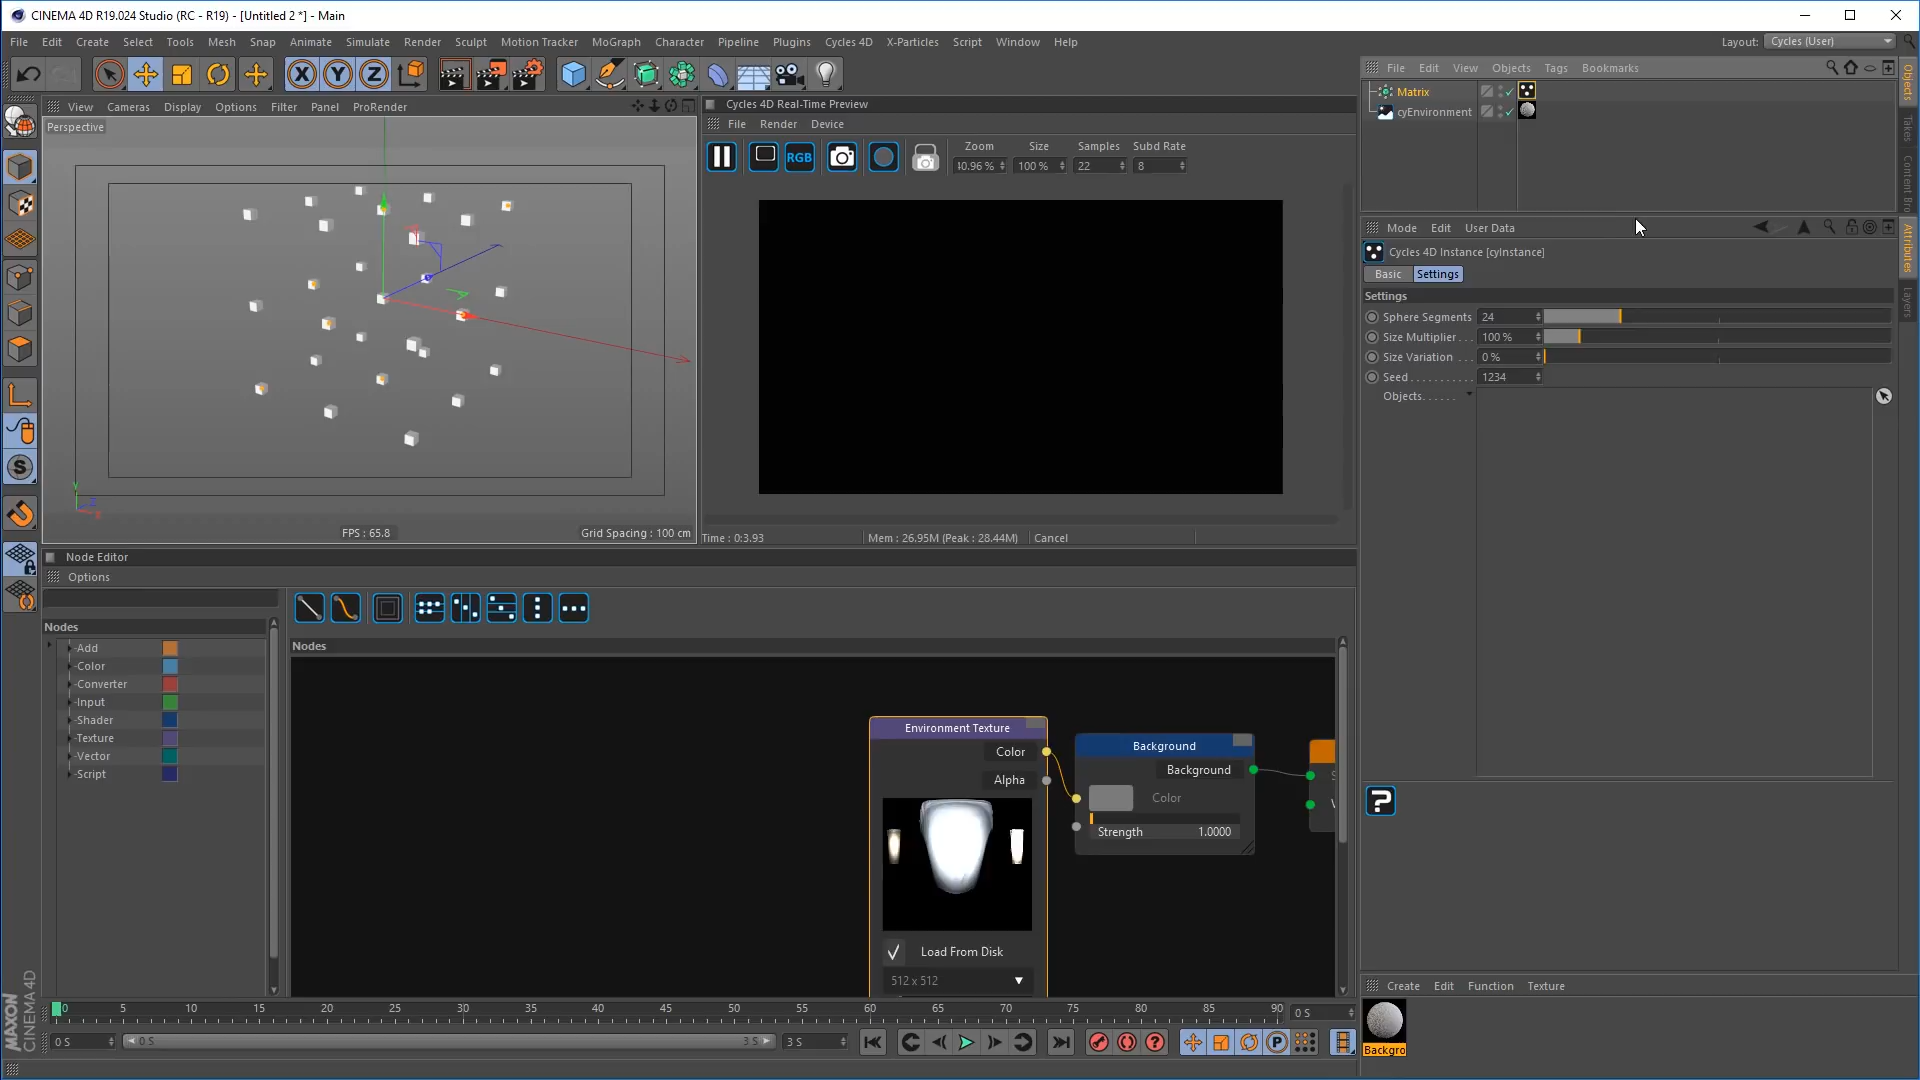 CINEMA 4D R19.024 Studio (RC - R19) - [Untitled 2 *] - Main
File Edit Create Select Tools Mesh Snap Animate Simulate Render Sculpt Motion Tracker MoGraph Character Pipeline Plugins Cycles 4D X-Particles Script Window Help
Layout: Cycles (User)
File Edit View Objects Tags Bookmarks
Matrix
cyEnvironment
Objects
Takes
Content Br
Attributes
Layers
View Cameras Display Options Filter Panel ProRender
Perspective
FPS : 65.8
Grid Spacing : 100 cm
Cycles 4D Real-Time Preview
File Render Device
RGB
Zoom Size Samples Subd Rate
40.96 % 100 % 22 8
Time : 0:3.93 Mem : 26.95M (Peak : 28.44M) Cancel
Mode Edit User Data
Cycles 4D Instance [cyInstance]
Basic Settings
Settings
Sphere Segments 24
Size Multiplier . . . 100 %
Size Variation . . . 0 %
Seed . . . . . . . . . . . 1234
Objects. . . . . .
Node Editor
Options
Nodes
Add
Color
Converter
Input
Shader
Texture
Vector
Script
Nodes
Environment Texture
Color
Alpha
Load From Disk
512 x 512
Background
Background
Color
Strength 1.0000
0 5 10 15 20 25 30 35 40 45 50 55 60 65 70 75 80 85 90 0 S
0 S 0 S 3 S 3 S
Create Edit Function Texture
Backgro
MAXON
CINEMA 4D